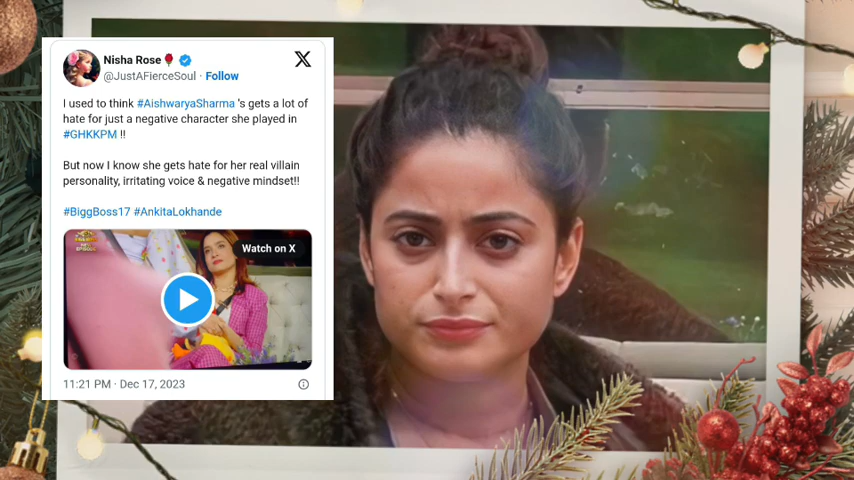 Nisha Rose
@JustAFierceSoul · Follow
I used to think #AishwaryaSharma 's gets a lot of
hate for just a negative character she played in
#GHKKPM !!
But now I know she gets hate for her real villain
personality, irritating voice & negative mindset!!
#BiggBoss17 #AnkitaLokhande
Watch on X
11:21 PM · Dec 17, 2023